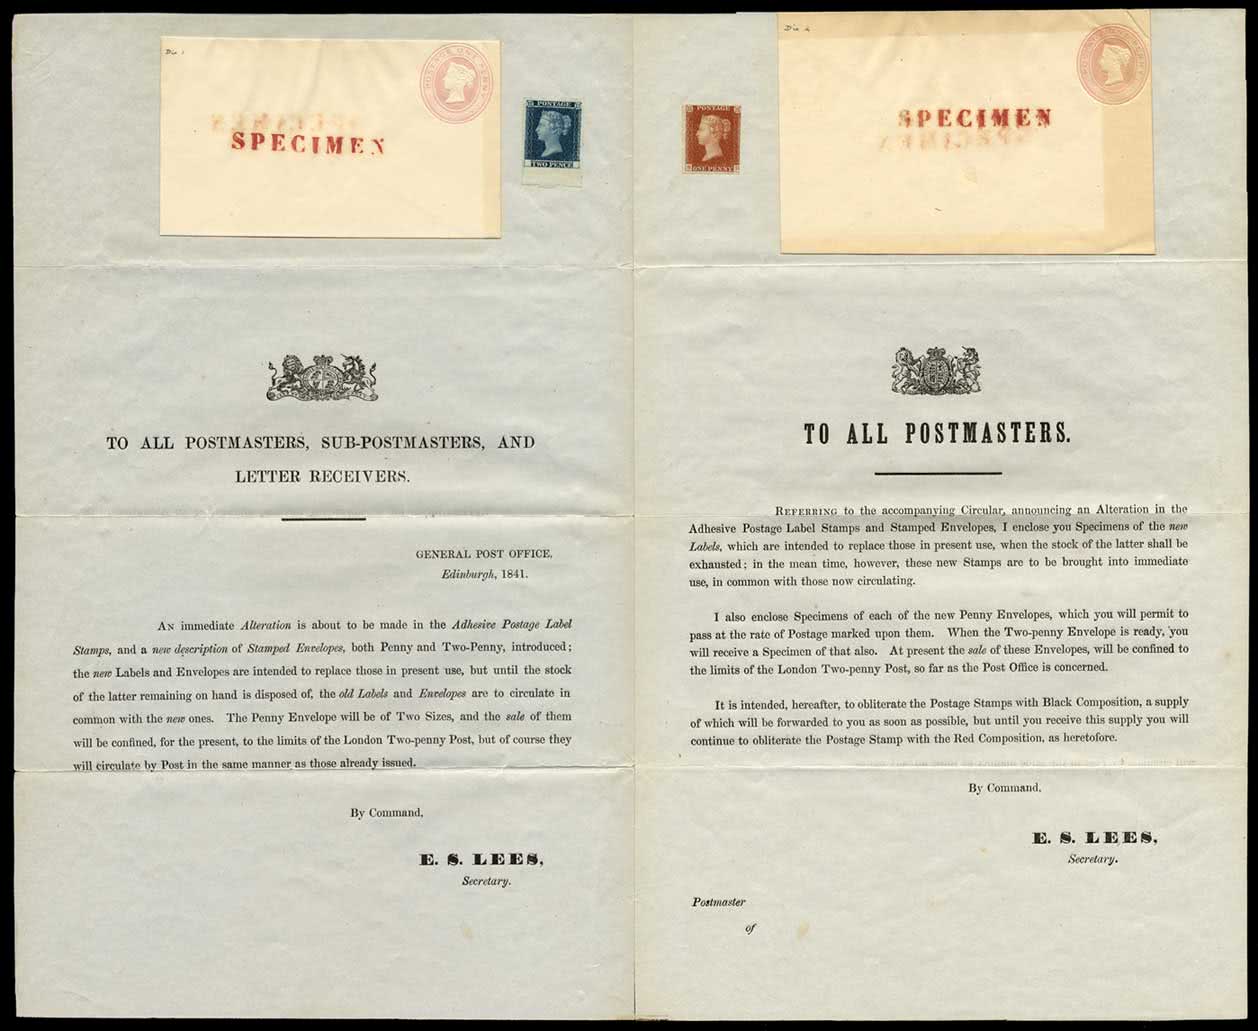 Die 1
POSTAGE ONE PENNY
SPECIMEN
POSTAGE
TWO PENCE
TO ALL POSTMASTERS, SUB-POSTMASTERS, AND
LETTER RECEIVERS.
GENERAL POST OFFICE,
Edinburgh, 1841.
AN immediate Alteration is about to be made in the Adhesive Postage Label
Stamps, and a new description of Stamped Envelopes, both Penny and Two-Penny, introduced;
the new Labels and Envelopes are intended to replace those in present use, but until the stock
of the latter remaining on hand is disposed of, the old Labels and Envelopes are to circulate in
common with the new ones. The Penny Envelope will be of Two Sizes, and the sale of them
will be confined, for the present, to the limits of the London Two-penny Post, but of course they
will circulate by Post in the same manner as those already issued.
By Command,
E. S. LEES,
Secretary.
POSTAGE
ONE PENNY
Die 2
POSTAGE ONE PENNY
SPECIMEN
TO ALL POSTMASTERS.
REFERRING to the accompanying Circular, announcing an Alteration in the
Adhesive Postage Label Stamps and Stamped Envelopes, I enclose you Specimens of the new
Labels, which are intended to replace those in present use, when the stock of the latter shall be
exhausted; in the mean time, however, these new Stamps are to be brought into immediate
use, in common with those now circulating.
I also enclose Specimens of each of the new Penny Envelopes, which you will permit to
pass at the rate of Postage marked upon them. When the Two-penny Envelope is ready, you
will receive a Specimen of that also. At present the sale of these Envelopes, will be confined to
the limits of the London Two-penny Post, so far as the Post Office is concerned.
It is intended, hereafter, to obliterate the Postage Stamps with Black Composition, a supply
of which will be forwarded to you as soon as possible, but until you receive this supply you will
continue to obliterate the Postage Stamp with the Red Composition, as heretofore.
By Command,
E. S. LEES,
Secretary.
Postmaster
of